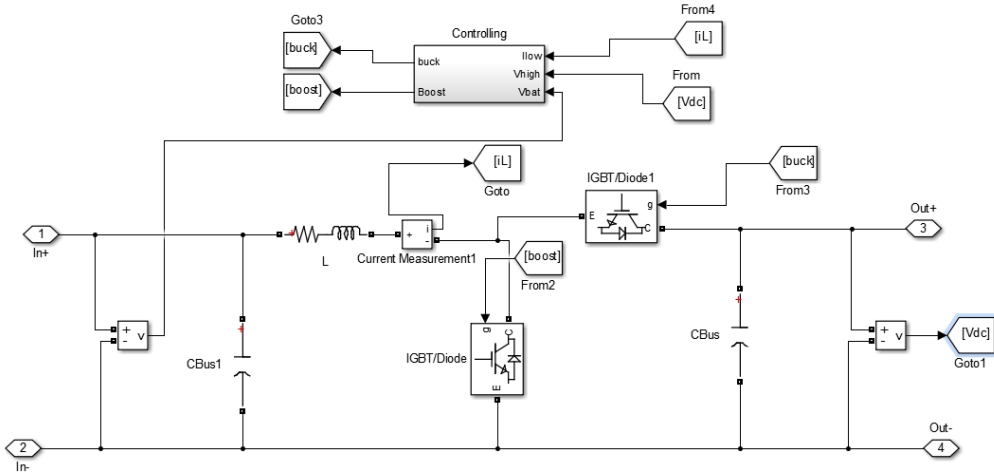 Goto3
[buck]
[boost]
Controlling
buck
Boost
Ilow
Vhigh
Vbat
From4
[iL]
From
[Vdc]
[iL]
Goto
IGBT/Diode1
g
E
C
[buck]
From3
1
In+
+
-
v
CBus1
+
L
+
i
-
Current Measurement1
[boost]
From2
IGBT/Diode
g
C
E
+
CBus
Out+
3
+
-
v
[Vdc]
Goto1
2
In-
Out-
4
+